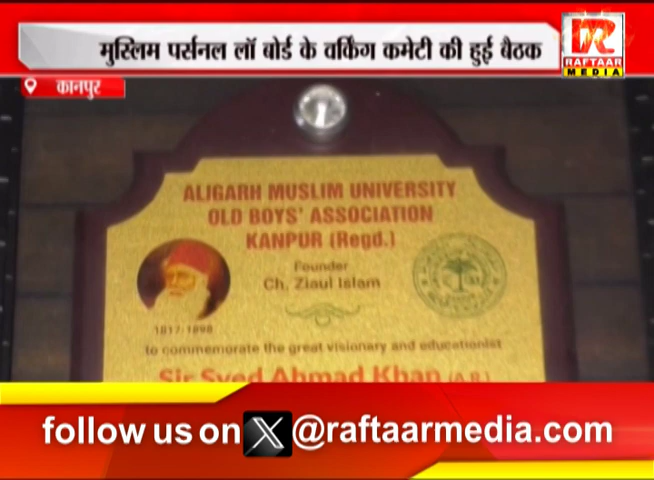 मुस्लिम पर्सनल लॉ बोर्ड के वर्किंग कमेटी की हुई बैठक
RAFTAAR
MEDIA
कानपुर
ALIGARH MUSLIM UNIVERSITY
OLD BOYS' ASSOCIATION
KANPUR (Regd.)
Founder
Ch. Ziaul Islam
1817-1898
to commemorate the great visionary and educationist
Sir Syed Ahmad Khan (A.R.)
follow us on X @raftaarmedia.com